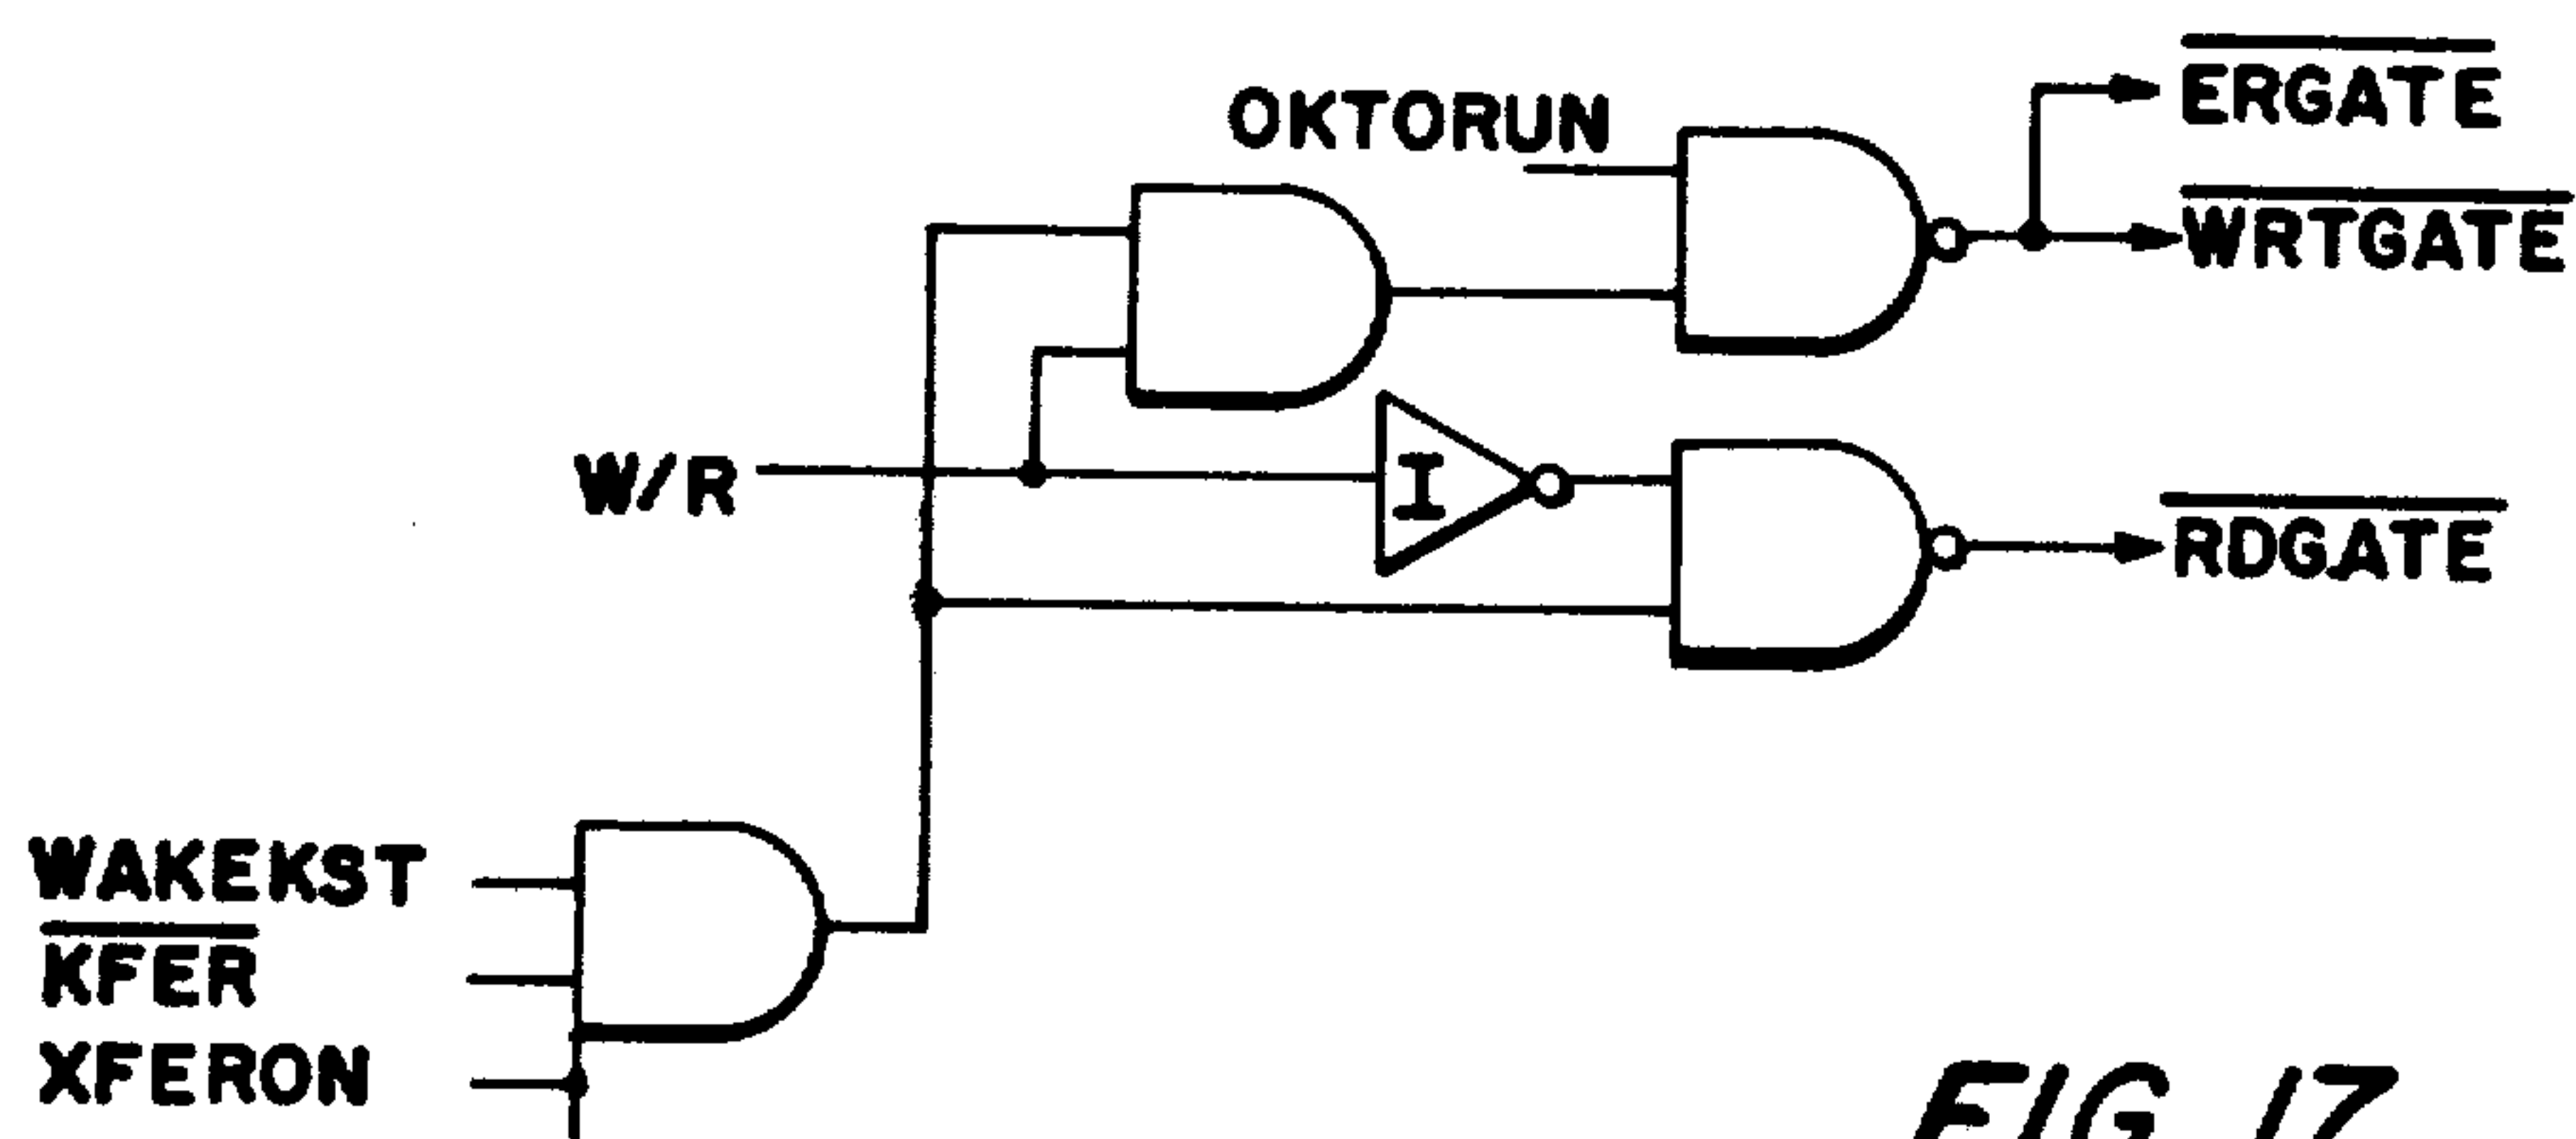 ERGATE
OKTORUN
WRTGATE
W/R
I
RDGATE
WAKEKST
KFER
XFERON
FIG. 17